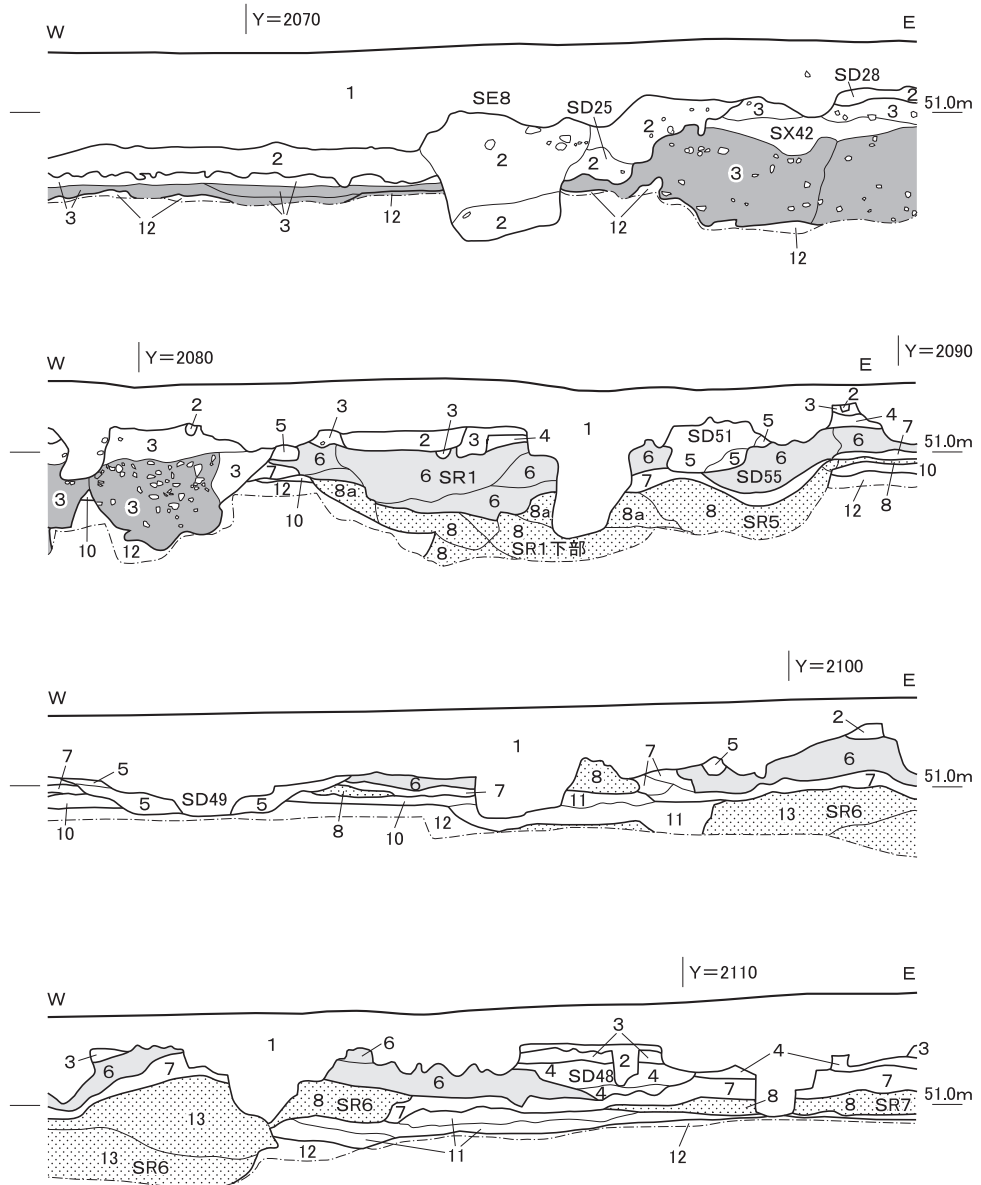 W Y=2070 E
SD28
1 SE8 SD25 2 51.0m
3 3
2 SX42
2 2
2 3
3 3 12 2 12
12 12
W Y=2080 E Y=2090
2 3 3 1 3 2
5 2 3 4 SD51 5 4
3 6 7 51.0m
7 3 6 SR1 6 6 5 6 SD55
3 3 12 8a 6 8a 7 8a 8 10
10 12 10 8 8 SR5 12 8
8 SR1下部
W Y=2100 E
2
1
7 5 6 7 5 6
8 7 51.0m
5 SD49 5 7 11
10 8 10 12 11 13 SR6
W Y=2110 E
1 6 3
3 2 4 3
6 7 6 4 SD48 4 7
8 SR6 7 4 7 8 8 SR7 51.0m
13
13 SR6 12 11 12